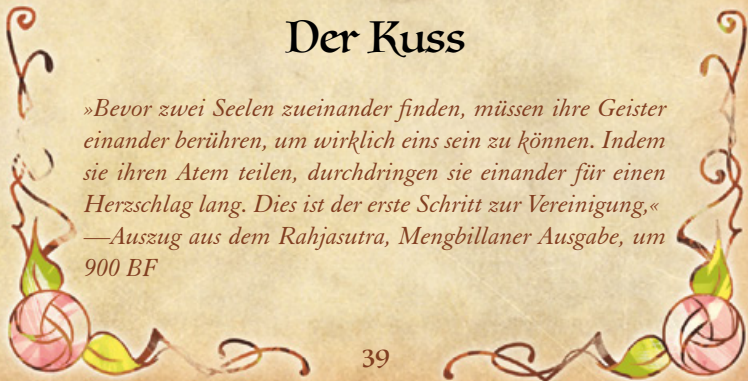 Der Kuss
»Bevor zwei Seelen zueinander finden, müssen ihre Geister
einander berühren, um wirklich eins sein zu können. Indem
sie ihren Atem teilen, durchdringen sie einander für einen
Herzschlag lang. Dies ist der erste Schritt zur Vereinigung,«
—Auszug aus dem Rahjasutra, Mengbillaner Ausgabe, um
900 BF
39